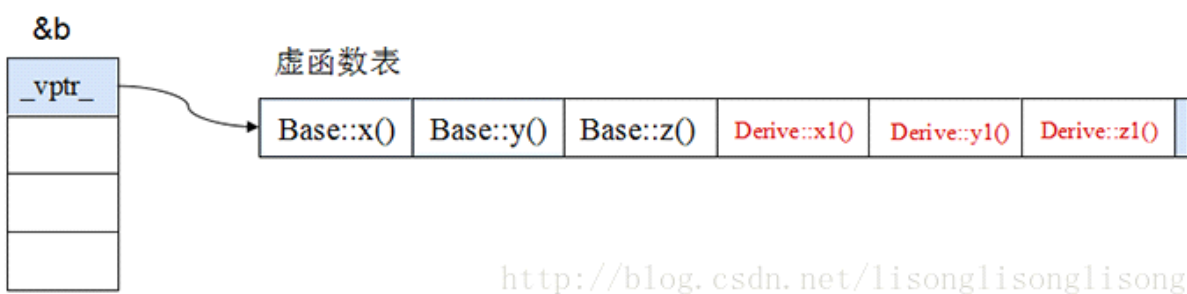 &b
虚函数表
_vptr_
Base::x() Base::y() Base::z() Derive::x1() Derive::y1() Derive::z1()
http://blog.csdn.net/lisonglisonglisong